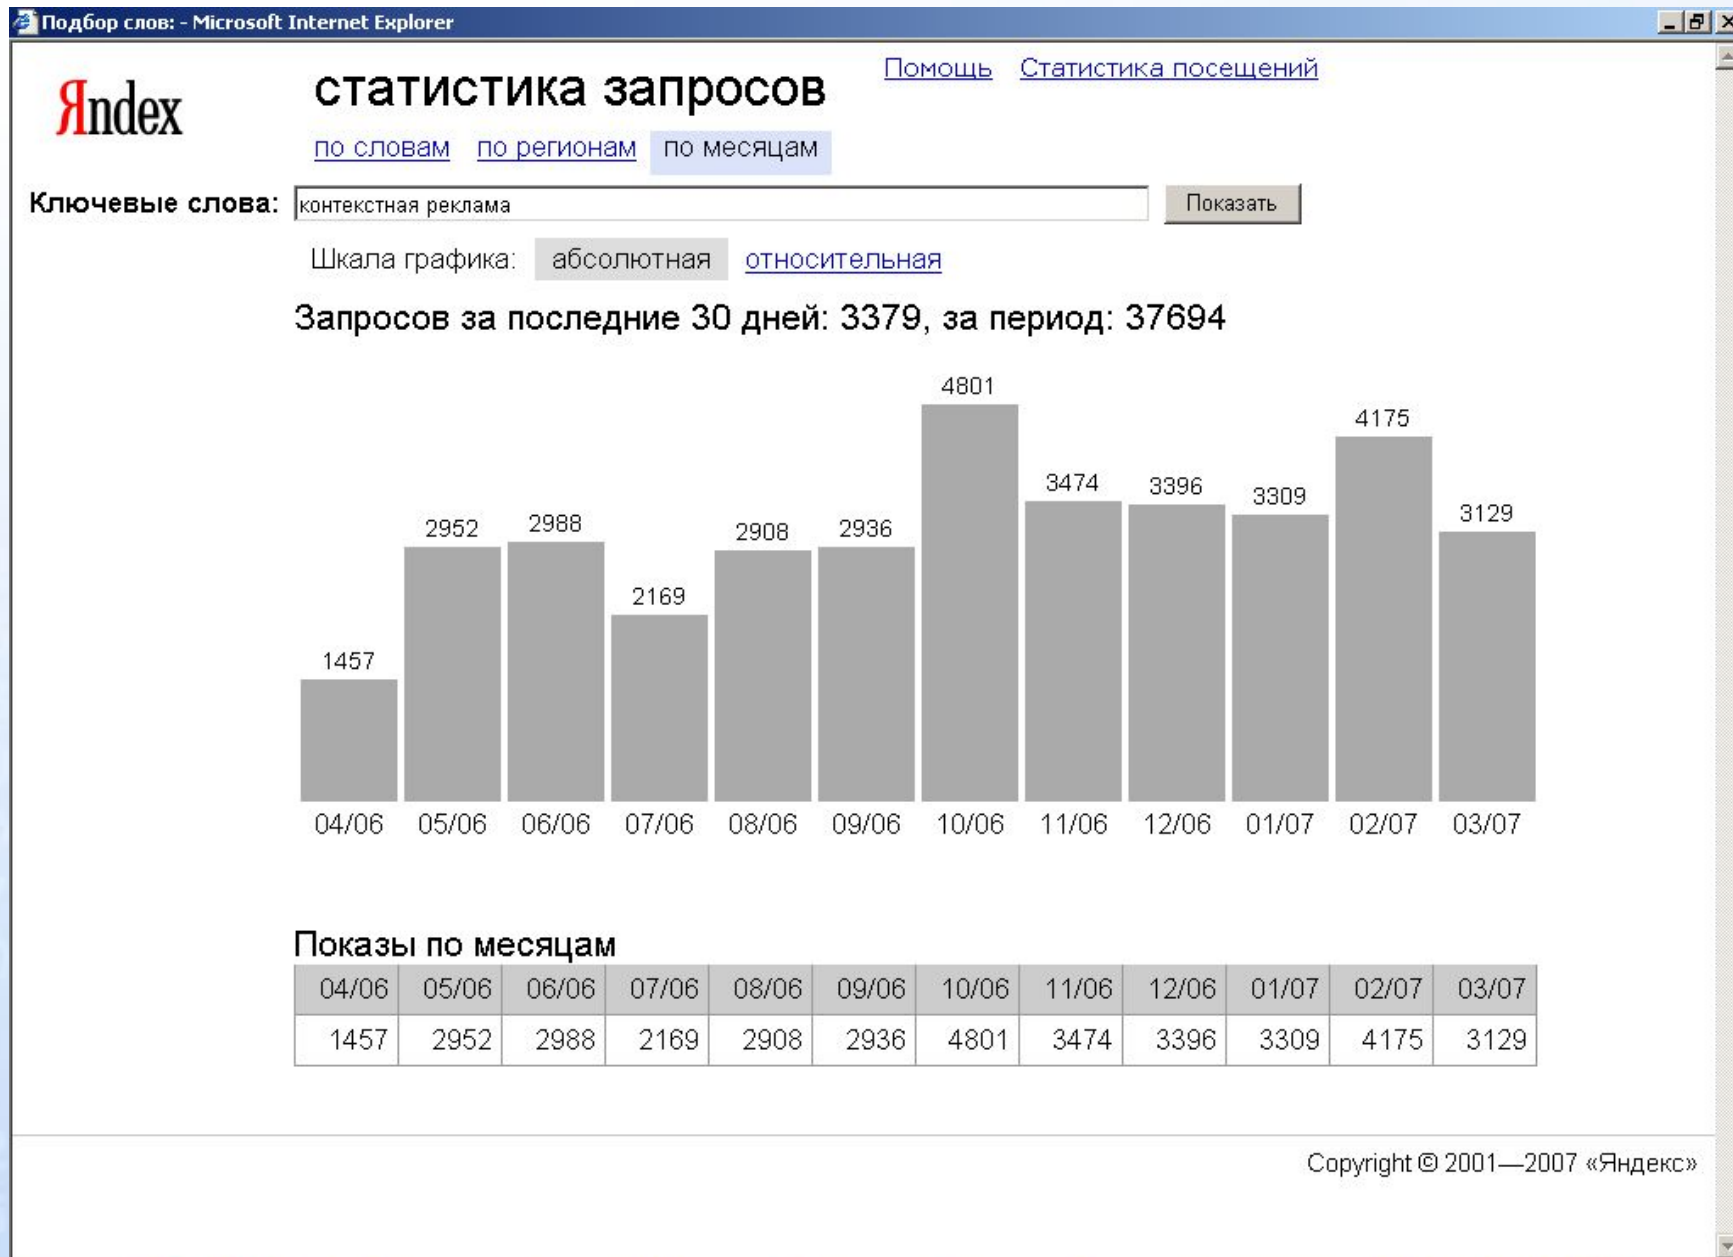 Подбор слов: - Microsoft Internet Explorer
Яndex
статистика запросов
Помощь Статистика посещений
по словам по регионам по месяцам
Ключевые слова: контекстная реклама Показать
Шкала графика: абсолютная относительная
Запросов за последние 30 дней: 3379, за период: 37694
4801
4175
3474 3396 3309
3129
2952 2988 2908 2936
2169
1457
04/06 05/06 06/06 07/06 08/06 09/06 10/06 11/06 12/06 01/07 02/07 03/07
Показы по месяцам
04/06 05/06 06/06 07/06 08/06 09/06 10/06 11/06 12/06 01/07 02/07 03/07
1457 2952 2988 2169 2908 2936 4801 3474 3396 3309 4175 3129
Copyright © 2001—2007 «Яндекс»